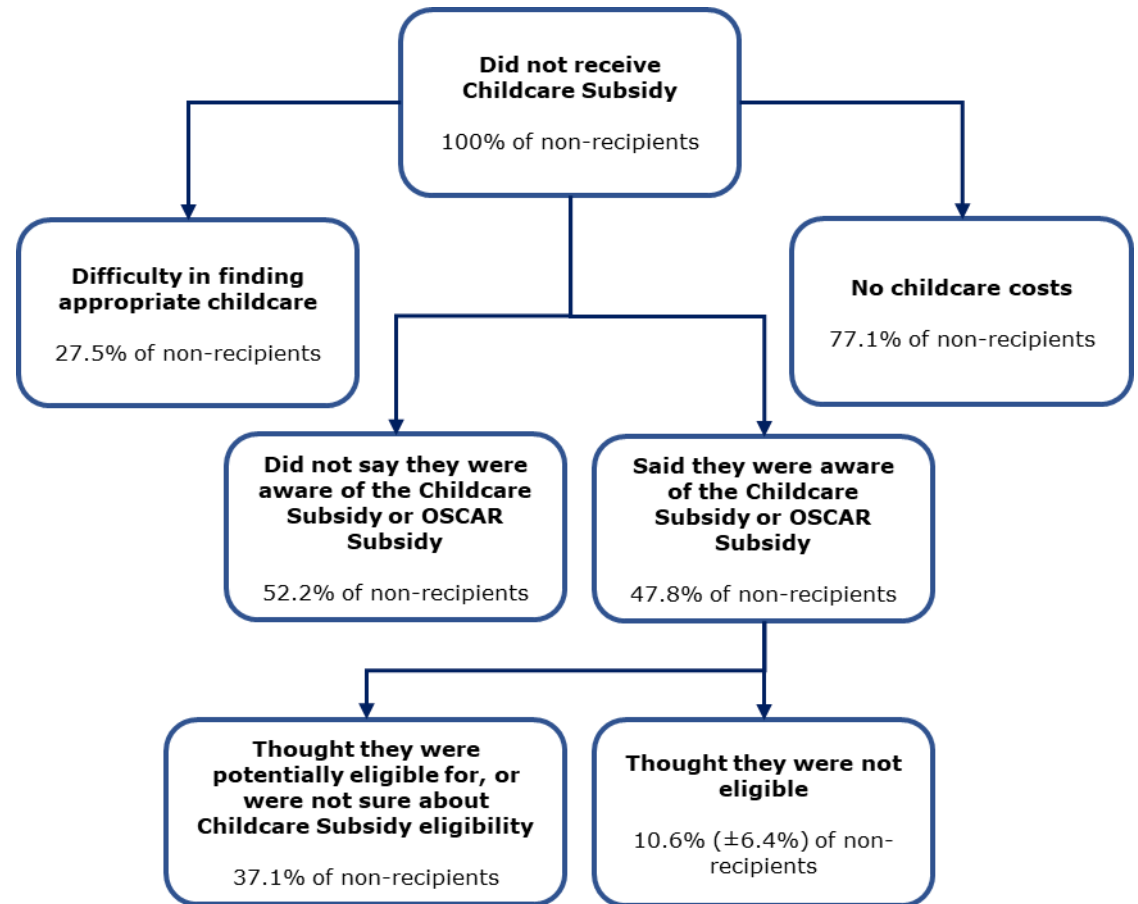 Did not receive
Childcare Subsidy
100% of non-recipients
Difficulty in finding
appropriate childcare
27.5% of non-recipients
No childcare costs
77.1% of non-recipients
Did not say they were
aware of the Childcare
Subsidy or OSCAR
Subsidy
52.2% of non-recipients
Said they were aware
of the Childcare
Subsidy or OSCAR
Subsidy
47.8% of non-recipients
Thought they were
potentially eligible for, or
were not sure about
Childcare Subsidy eligibility
37.1% of non-recipients
Thought they were not
eligible
10.6% (±6.4%) of non-
recipients